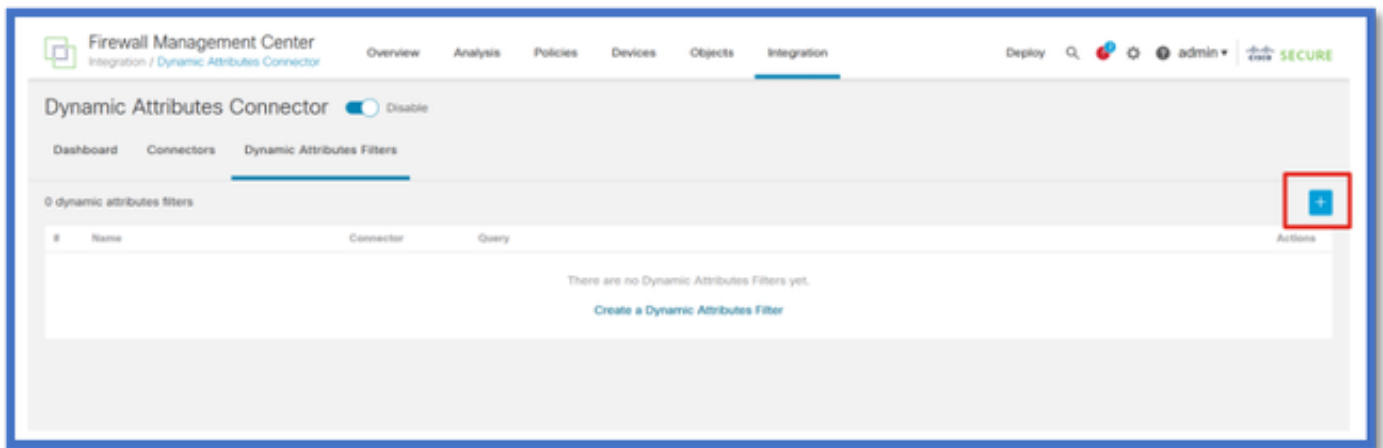 Firewall Management Center
Integration / Dynamic Attributes Connector
Overview Analysis Policies Devices Objects Integration Deploy admin SECURE
Dynamic Attributes Connector Disable
Dashboard Connectors Dynamic Attributes Filters
0 dynamic attributes filters
+
# Name Connector Query Actions
There are no Dynamic Attributes Filters yet.
Create a Dynamic Attributes Filter